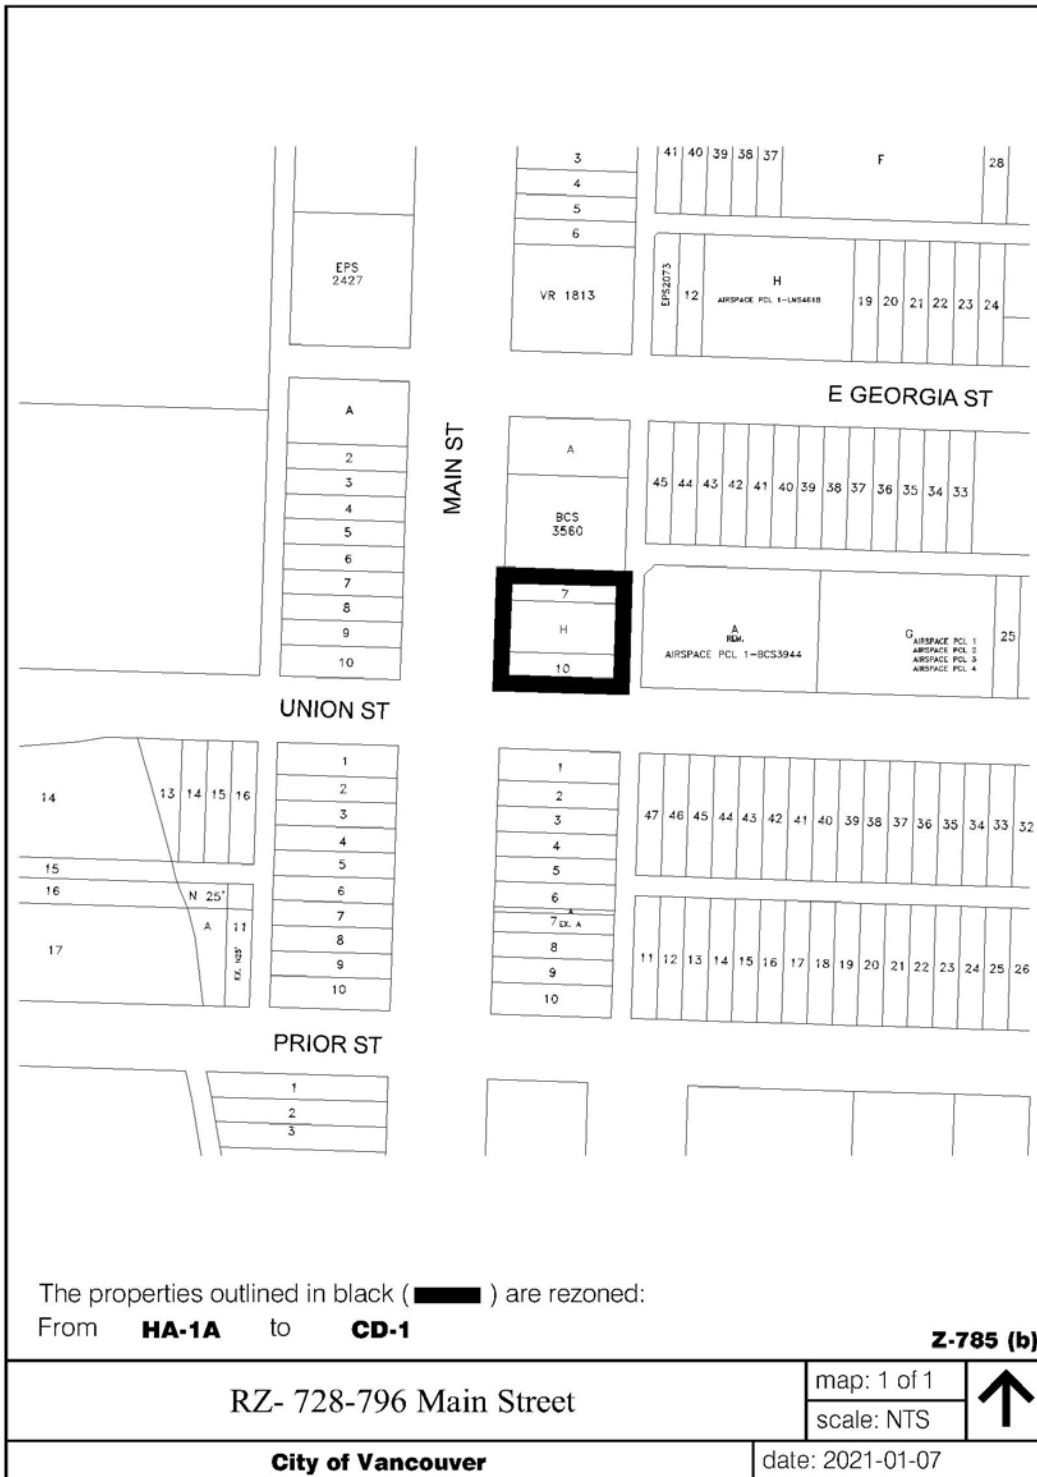 41 40 39 38 37
F
28
3
4
5
6
EPS
2427
VR 1813
EPS2073
12
H
AIRSPACE PCL 1-LMS4618
19 20 21 22 23 24
E GEORGIA ST
MAIN ST
A
2
3
4
5
6
7
8
9
10
A
BCS
3560
7
H
10
45 44 43 42 41 40 39 38 37 36 35 34 33
A
REM.
AIRSPACE PCL 1-BCS3944
G
AIRSPACE PCL 1
AIRSPACE PCL 2
AIRSPACE PCL 3
AIRSPACE PCL 4
25
UNION ST
14
13 14 15 16
15
16
N 25'
17
A
11
EX. N25'
1
2
3
4
5
6
7
8
9
10
1
2
3
4
5
6
A
7 EX. A
8
9
10
47 46 45 44 43 42 41 40 39 38 37 36 35 34 33 32
11 12 13 14 15 16 17 18 19 20 21 22 23 24 25 26
PRIOR ST
1
2
3
The properties outlined in black ( ) are rezoned:
From HA-1A to CD-1
Z-785 (b)
RZ- 728-796 Main Street
map: 1 of 1
scale: NTS
City of Vancouver
date: 2021-01-07